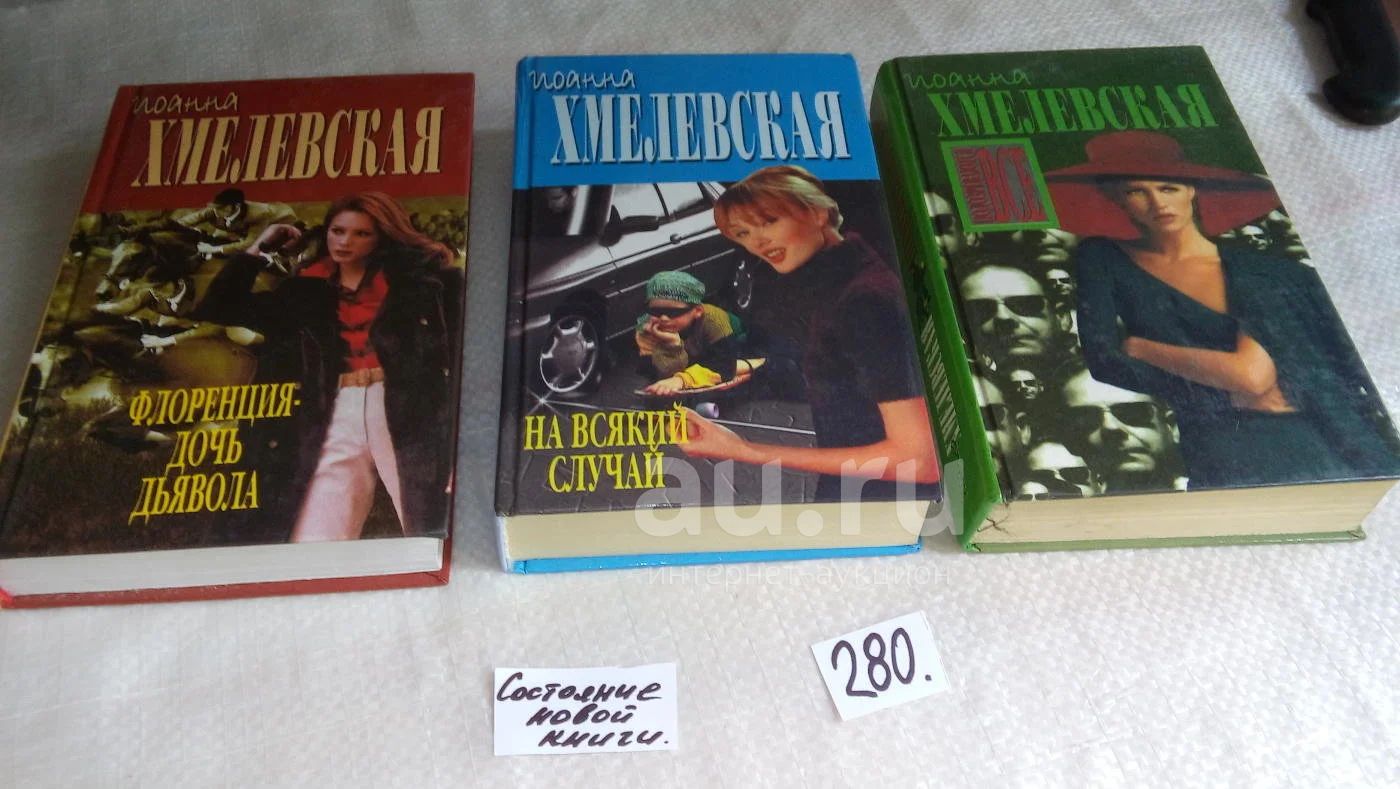 Иоанна
ХМЕЛЕВСКАЯ
ФЛОРЕНЦИЯ-
ДОЧЬ
ДЬЯВОЛА
Иоанна
ХМЕЛЕВСКАЯ
НА ВСЯКИЙ
СЛУЧАЙ
Иоанна
ХМЕЛЕВСКАЯ
au.ru
интернет-аукцион
Состояние
новой
книги.
280.